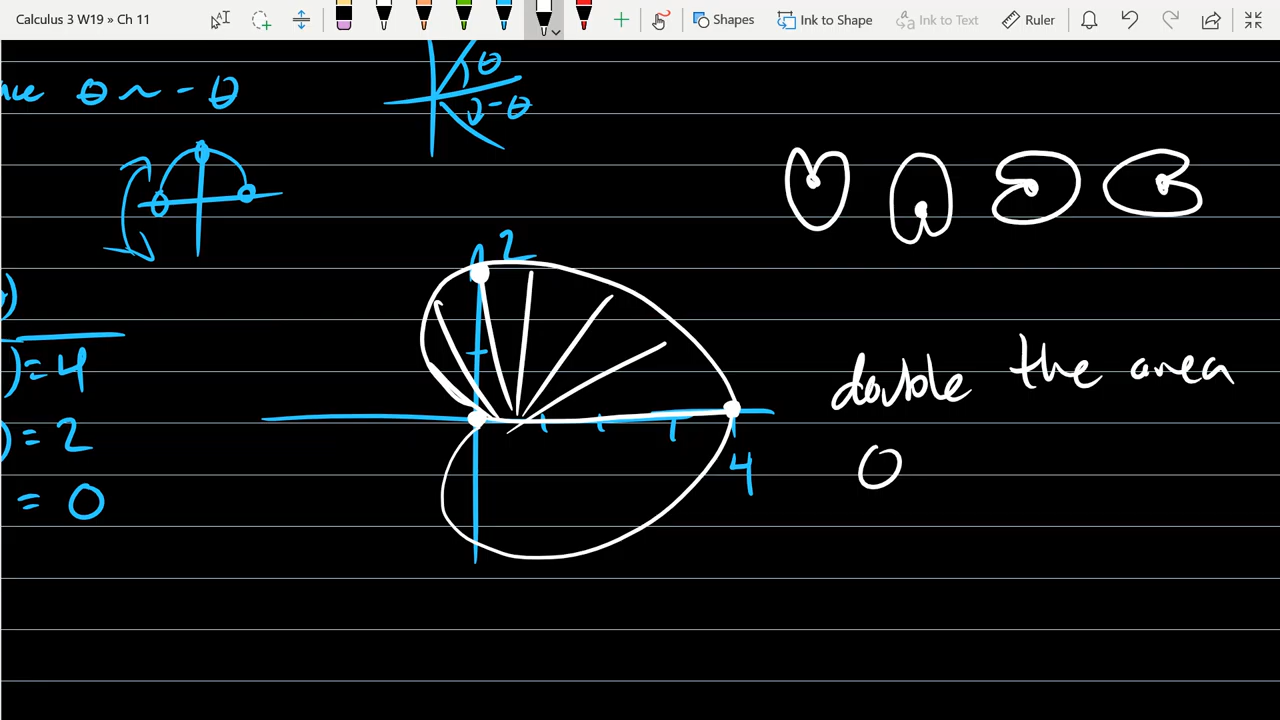 Calculus 3 W19 » Ch 11
Shapes
Ink to Shape
Ink to Text
Ruler
θ ~ - θ
θ
-θ
2
) = 4
) = 2
= 0
4
double the area
0